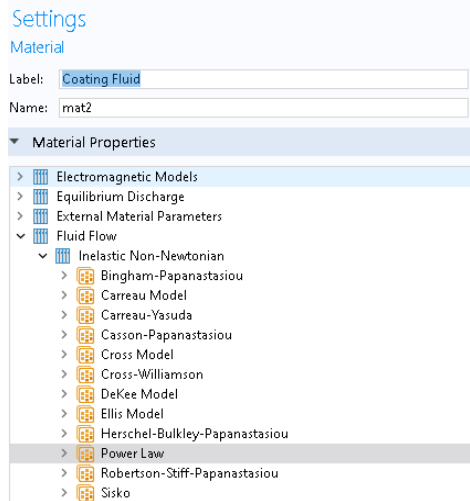 Settings
Material
Label: Coating Fluid
Name: mat2
Material Properties
Electromagnetic Models
Equilibrium Discharge
External Material Parameters
Fluid Flow
Inelastic Non-Newtonian
Bingham-Papanastasiou
Carreau Model
Carreau-Yasuda
Casson-Papanastasiou
Cross Model
Cross-Williamson
DeKee Model
Ellis Model
Herschel-Bulkley-Papanastasiou
Power Law
Robertson-Stiff-Papanastasiou
Sisko